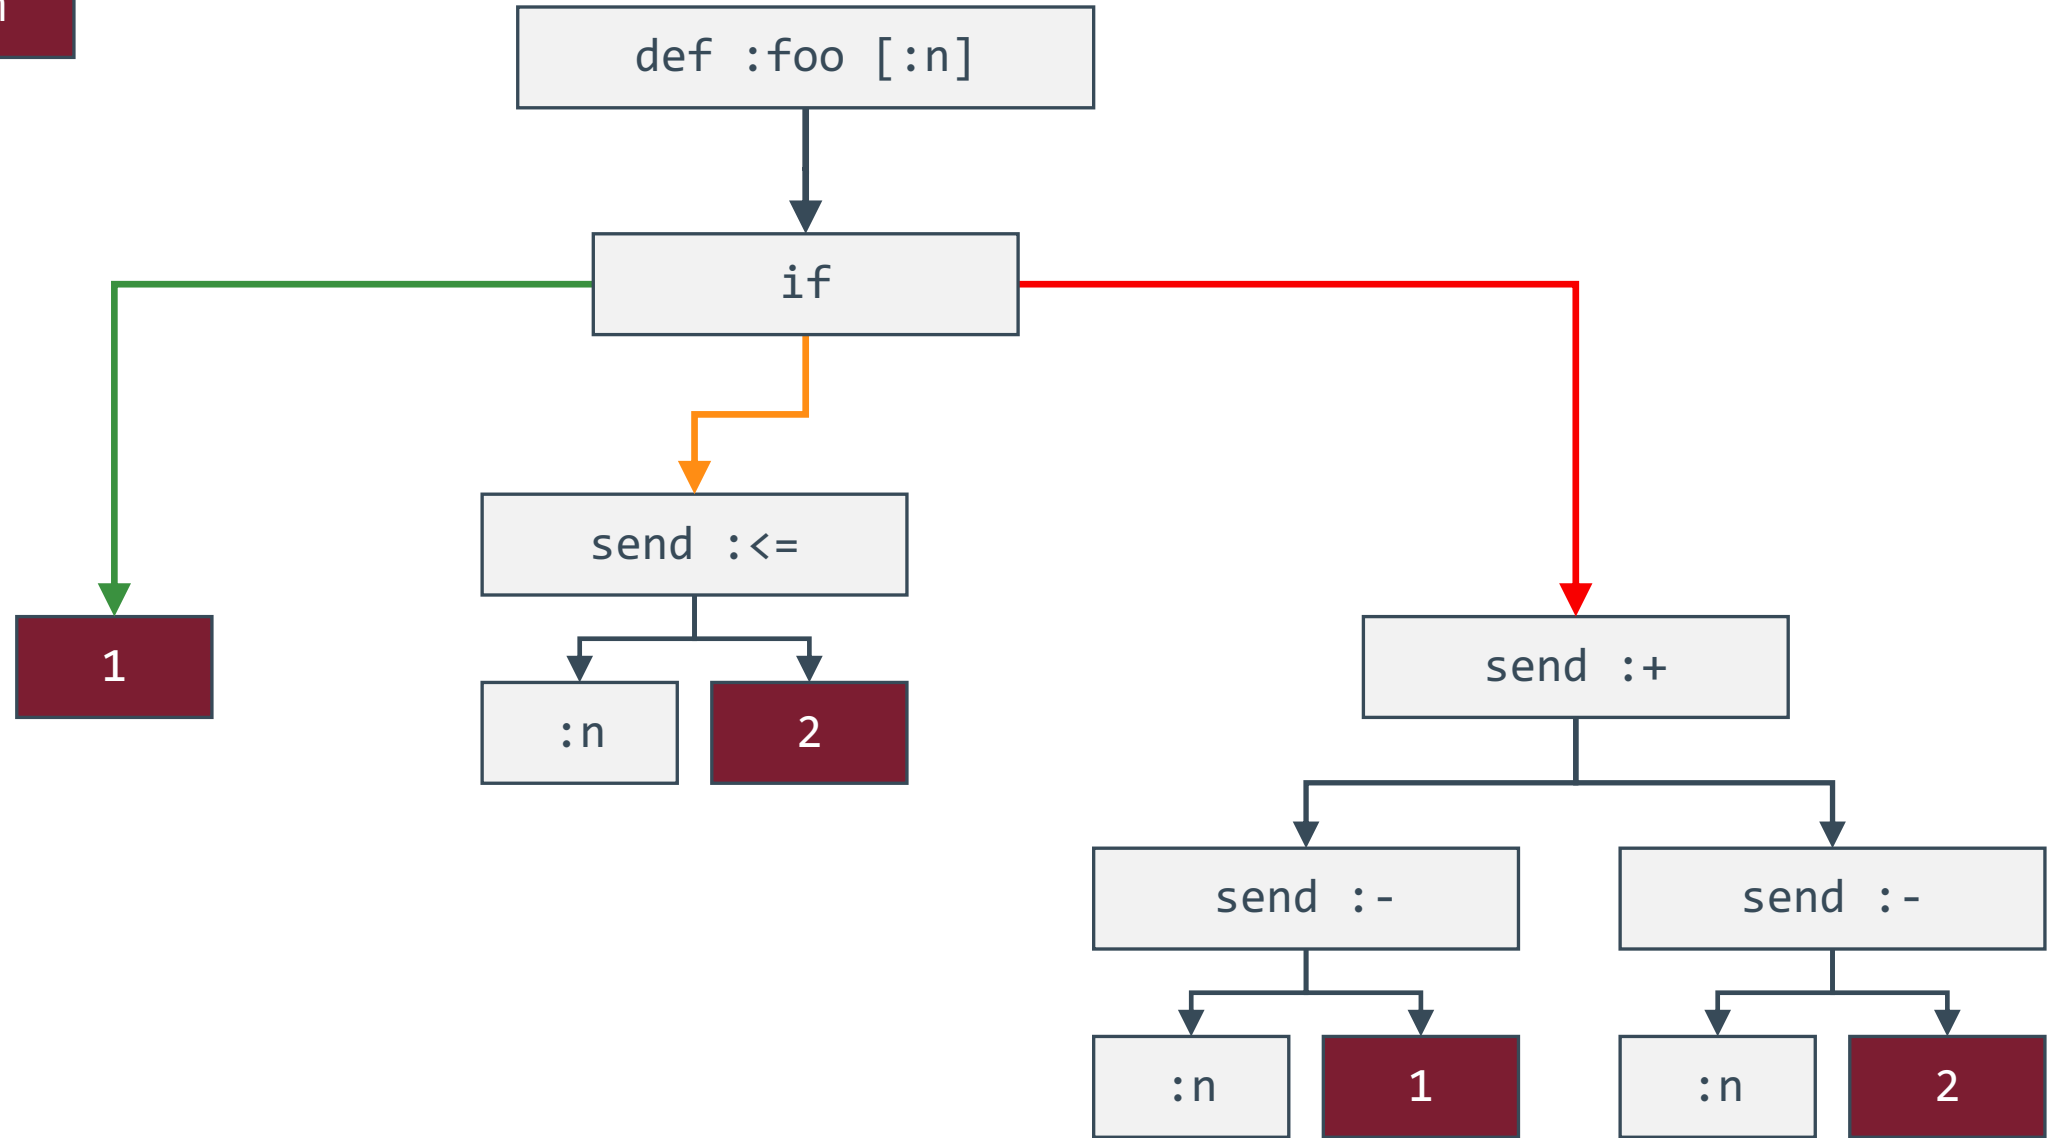 def :foo [:n]
if
send :<=
1
send :+
:n
2
send :-
send :-
:n
1
:n
2